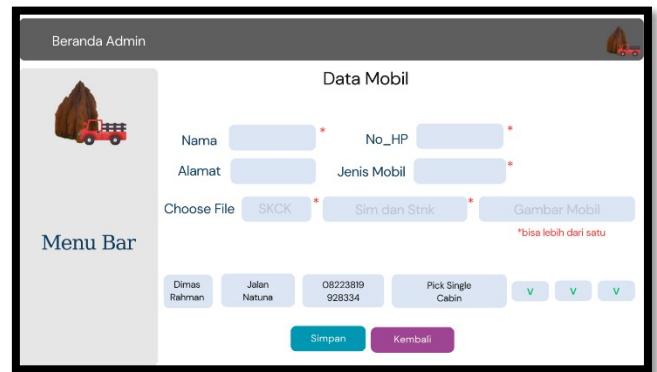 Beranda Admin
Data Mobil
Nama * No_HP *
Alamat Jenis Mobil *
Choose File SKCK * Sim dan Stnk * Gambar Mobil
*bisa lebih dari satu
Menu Bar
Dimas Rahman
Jalan Natuna
08223819
928334
Pick Single Cabin
v v v
Simpan Kembali